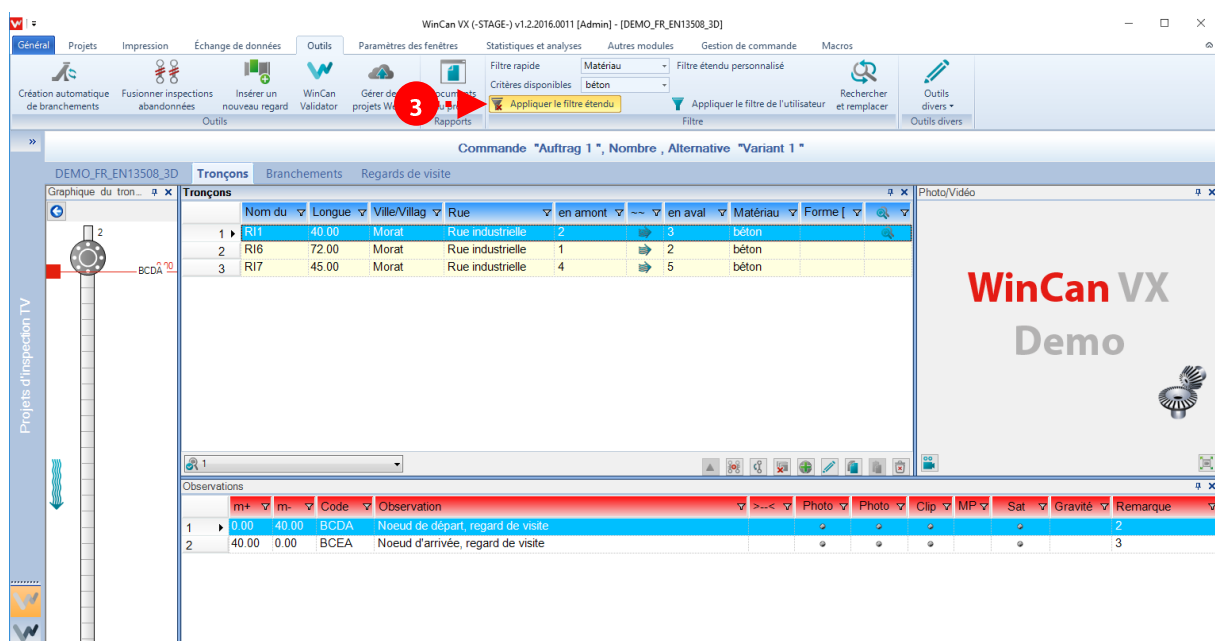 WinCan VX (-STAGE-) v1.2.2016.0011 [Admin] - [DEMO_FR_EN13508_3D]
Général Projets Impression Échange de données Outils Paramètres des fenêtres Statistiques et analyses Autres modules Gestion de commande Macros
Filtre rapide Matériau Filtre étendu personnalisé
Critères disponibles béton
Création automatique de branchements
Fusionner inspections abandonnées
Insérer un nouveau regard
WinCan Validator
Gérer de
projets W
3
Appliquer le filtre étendu
Appliquer le filtre de l'utilisateur
Rechercher et remplacer
Outils divers
Outils Rapports Filtre Outils divers
»
Commande "Auftrag 1 ", Nombre , Alternative "Variant 1 "
DEMO_FR_EN13508_3D Tronçons Branchements Regards de visite
Graphique du tron...
Tronçons
Photo/Vidéo
Nom du Longue Ville/Villag Rue en amont ~~ en aval Matériau Forme [
1 RI1 40.00 Morat Rue industrielle 2 3 béton
2 RI6 72.00 Morat Rue industrielle 1 2 béton
3 RI7 45.00 Morat Rue industrielle 4 5 béton
2
BCDA
Projets d'inspection TV
WinCan VX
Demo
1
Observations
m+ m- Code Observation >--< Photo Photo Clip MP Sat Gravité Remarque
1 0.00 40.00 BCDA Noeud de départ, regard de visite 2
2 40.00 0.00 BCEA Noeud d'arrivée, regard de visite 3